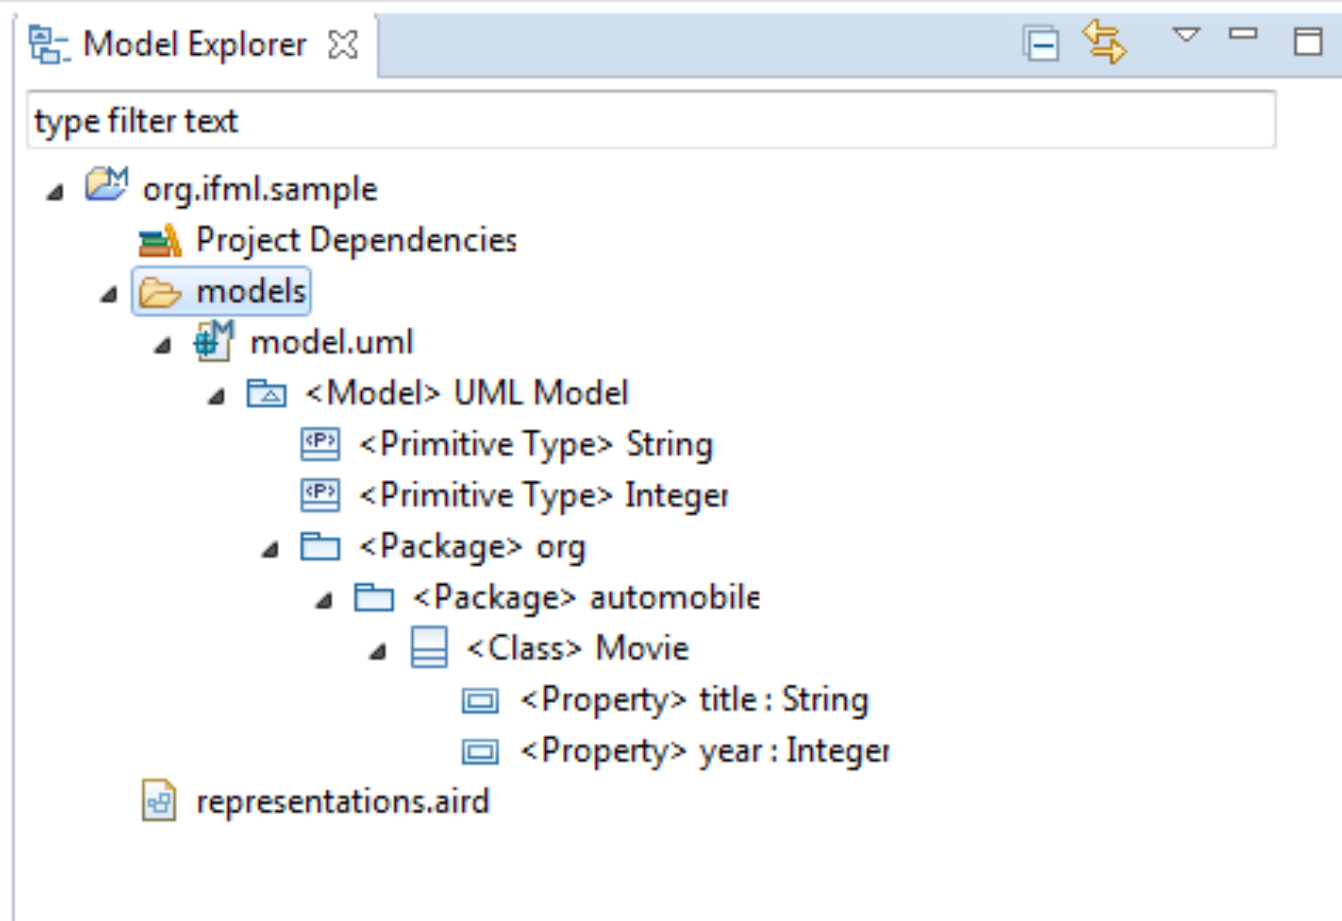 Model Explorer
type filter text
org.ifml.sample
Project Dependencies
models
model.uml
<Model> UML Model
<Primitive Type> String
<Primitive Type> Integer
<Package> org
<Package> automobile
<Class> Movie
<Property> title : String
<Property> year : Integer
representations.aird